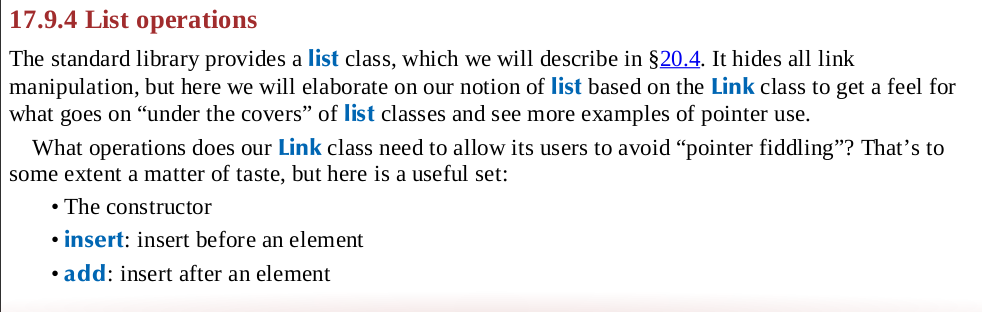 17.9.4 List operations
The standard library provides a list class, which we will describe in §20.4. It hides all link
manipulation, but here we will elaborate on our notion of list based on the Link class to get a feel for
what goes on “under the covers” of list classes and see more examples of pointer use.
What operations does our Link class need to allow its users to avoid “pointer fiddling”? That’s to
some extent a matter of taste, but here is a useful set:
• The constructor
• insert: insert before an element
• add: insert after an element